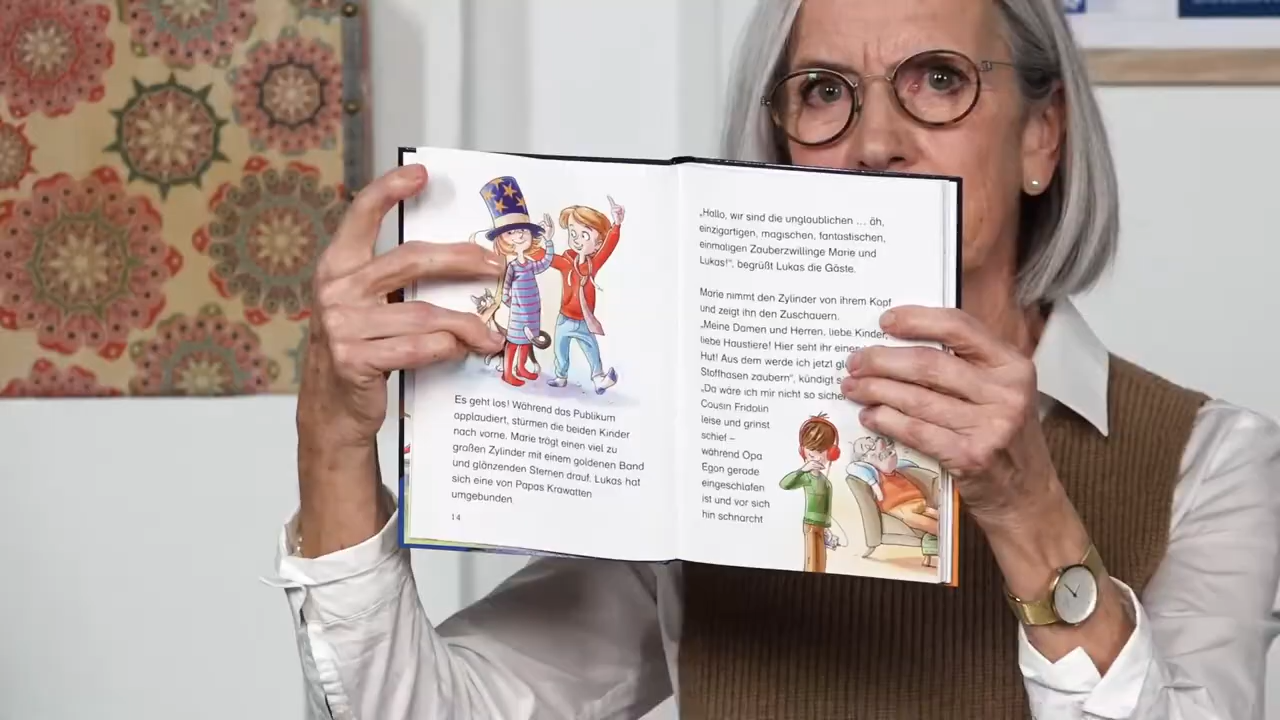 Es geht los! Während das Publikum
applaudiert, stürmen die beiden Kinder
nach vorne. Marie trägt einen viel zu
großen Zylinder mit einem goldenen Band
und glänzenden Sternen drauf. Lukas hat
sich eine von Papas Krawatten
umgebunden
14
„Hallo, wir sind die unglaublichen ... äh,
einzigartigen, magischen, fantastischen,
einmaligen Zauberzwillinge Marie und
Lukas!“, begrüßt Lukas die Gäste.
Marie nimmt den Zylinder von ihrem Kopf
und zeigt ihn den Zuschauern.
„Meine Damen und Herren, liebe Kinder,
liebe Haustiere! Hier seht ihr
Hut! Aus dem werde ich jetzt
Stoffhasen zaubern“, kündigt
„Da wäre ich mir nicht so
Cousin Fridolin
leise und grinst
schief –
während Opa
Egon gerade
eingeschlafen
ist und vor sich
hin schnarcht